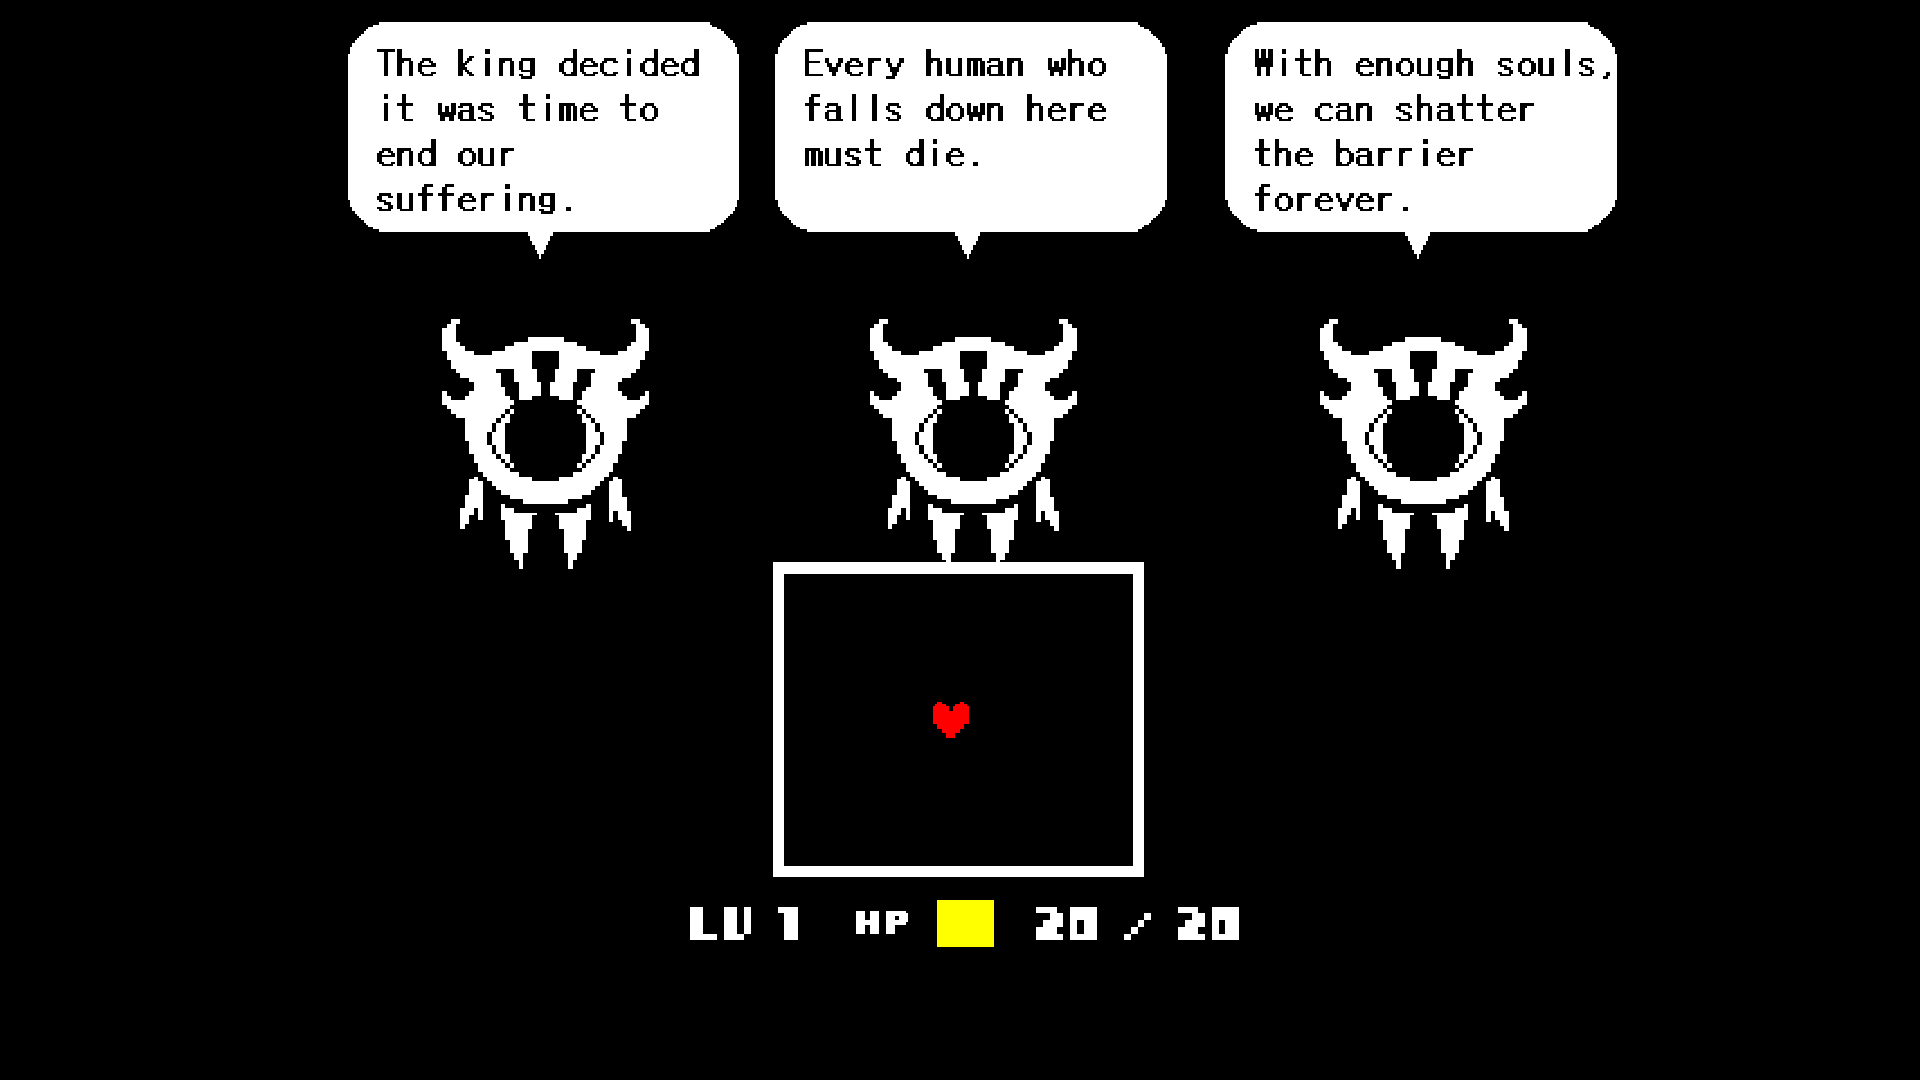 The king decided
it was time to
end our
suffering.
Every human who
falls down here
must die.
With enough souls,
we can shatter
the barrier
forever.
LV 1 HP 20 / 20